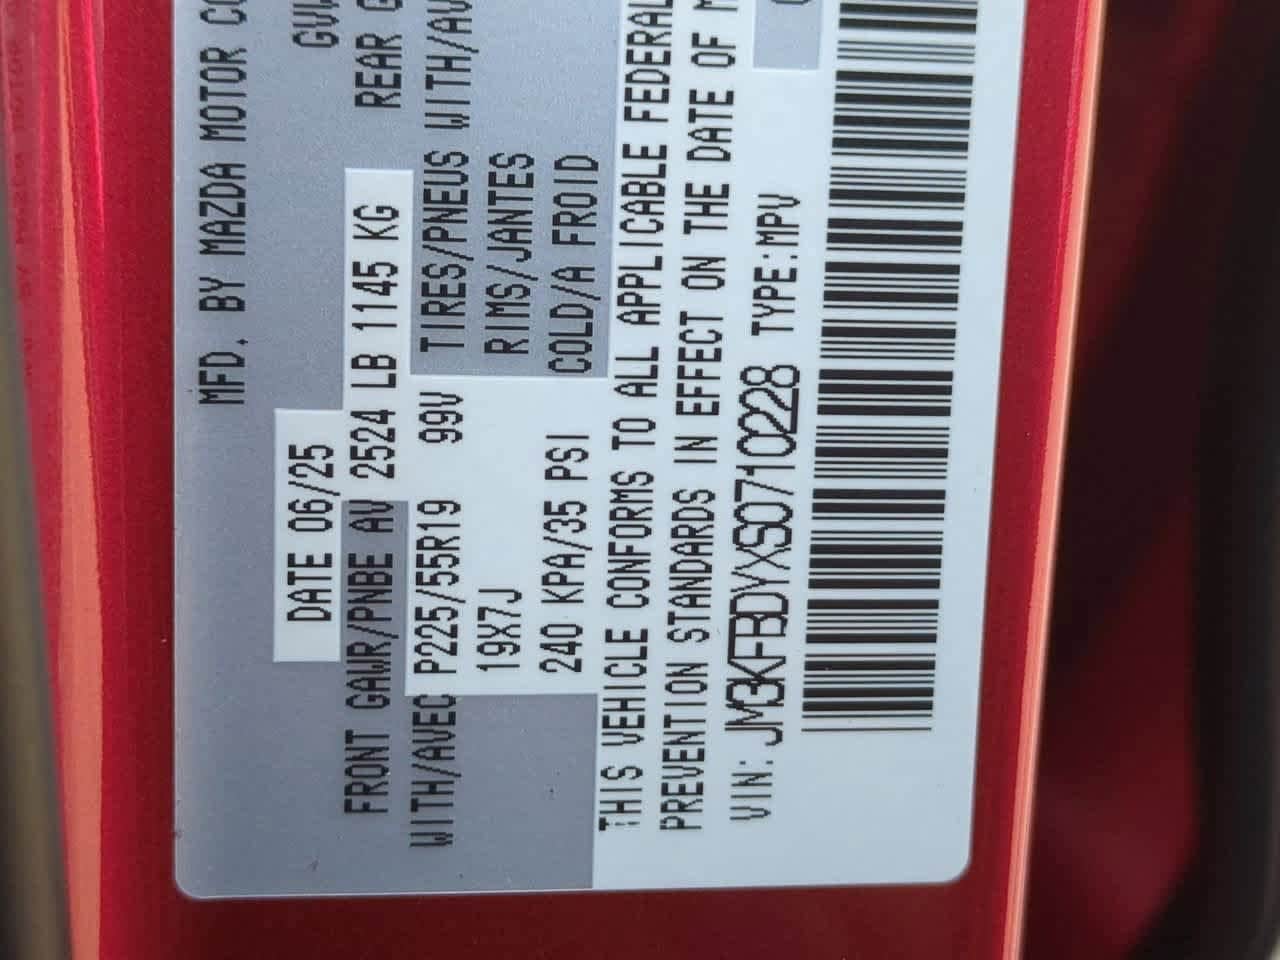 MFD. BY MAZDA MOTOR CO
DATE 06/25 GVW
FRONT GAWR/PNBE AV 2524 LB 1145 KG REAR G
WITH/AVEC P225/55R19 99V TIRES/PNEUS WITH/AV
19X7J RIMS/JANTES
240 KPA/35 PSI COLD/A FROID
THIS VEHICLE CONFORMS TO ALL APPLICABLE FEDERAL
PREVENTION STANDARDS IN EFFECT ON THE DATE OF M
VIN: JM3KFBDYXS0710228 TYPE:MPV